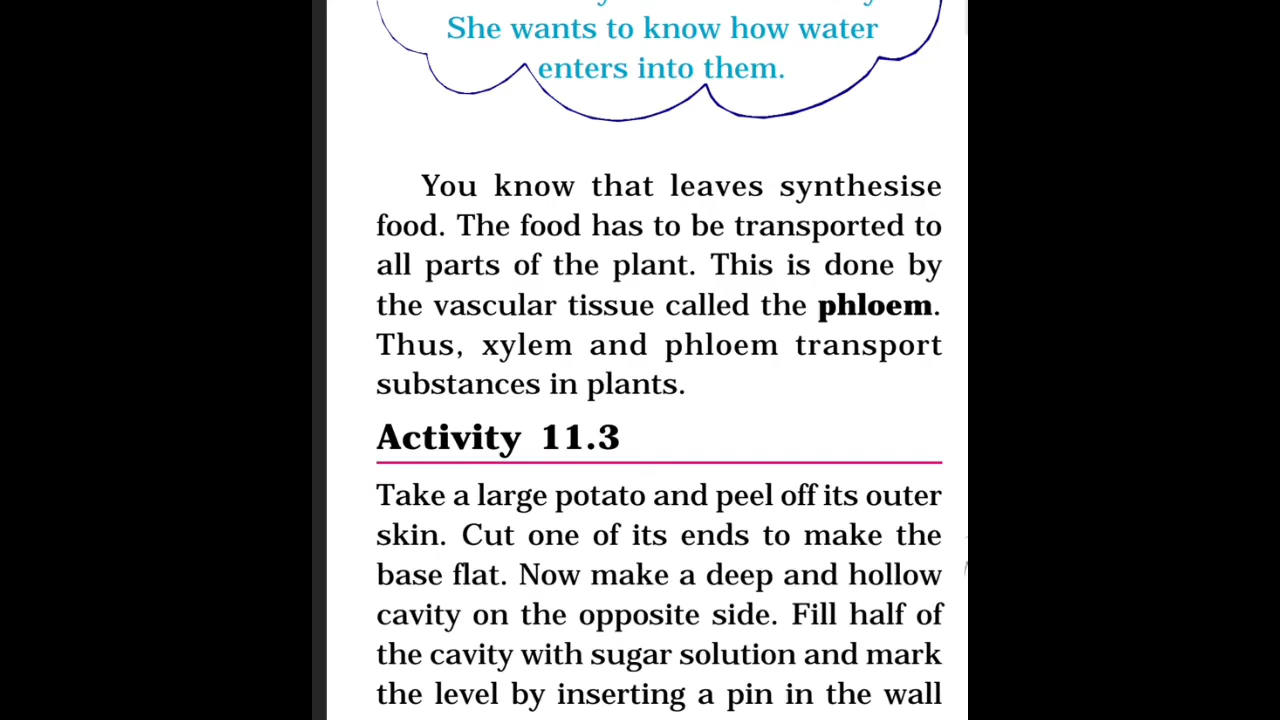 She wants to know how water
enters into them.
You know that leaves synthesise
food. The food has to be transported to
all parts of the plant. This is done by
the vascular tissue called the phloem.
Thus, xylem and phloem transport
substances in plants.
Activity 11.3
Take a large potato and peel off its outer
skin. Cut one of its ends to make the
base flat. Now make a deep and hollow
cavity on the opposite side. Fill half of
the cavity with sugar solution and mark
the level by inserting a pin in the wall